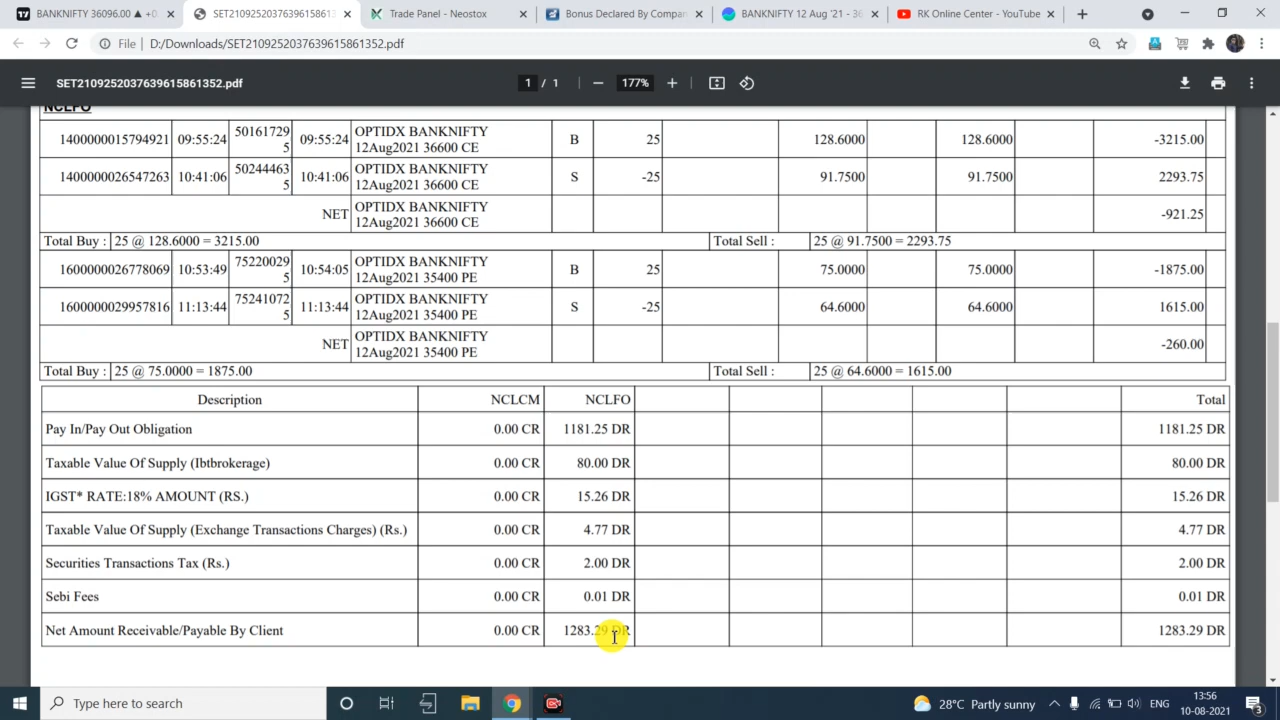 BANKNIFTY 36096.00 ▲ +0
SET2109252037639615861
Trade Panel - Neostox
Bonus Declared By Compan
BANKNIFTY 12 Aug '21 - 36
RK Online Center - YouTube
File D:/Downloads/SET2109252037639615861352.pdf
SET2109252037639615861352.pdf
1 / 1
177%
NCLFO
1400000015794921 09:55:24 50161729 09:55:24 OPTIDX BANKNIFTY B 25 128.6000 128.6000 -3215.00
5 12Aug2021 36600 CE
1400000026547263 10:41:06 50244463 10:41:06 OPTIDX BANKNIFTY S -25 91.7500 91.7500 2293.75
5 12Aug2021 36600 CE
NET OPTIDX BANKNIFTY -921.25
12Aug2021 36600 CE
Total Buy : 25 @ 128.6000 = 3215.00 Total Sell : 25 @ 91.7500 = 2293.75
1600000026778069 10:53:49 75220029 10:54:05 OPTIDX BANKNIFTY B 25 75.0000 75.0000 -1875.00
5 12Aug2021 35400 PE
1600000029957816 11:13:44 75241072 11:13:44 OPTIDX BANKNIFTY S -25 64.6000 64.6000 1615.00
5 12Aug2021 35400 PE
NET OPTIDX BANKNIFTY -260.00
12Aug2021 35400 PE
Total Buy : 25 @ 75.0000 = 1875.00 Total Sell : 25 @ 64.6000 = 1615.00
Description NCLCM NCLFO Total
Pay In/Pay Out Obligation 0.00 CR 1181.25 DR 1181.25 DR
Taxable Value Of Supply (Ibtbrokerage) 0.00 CR 80.00 DR 80.00 DR
IGST* RATE:18% AMOUNT (RS.) 0.00 CR 15.26 DR 15.26 DR
Taxable Value Of Supply (Exchange Transactions Charges) (Rs.) 0.00 CR 4.77 DR 4.77 DR
Securities Transactions Tax (Rs.) 0.00 CR 2.00 DR 2.00 DR
Sebi Fees 0.00 CR 0.01 DR 0.01 DR
Net Amount Receivable/Payable By Client 0.00 CR 1283.29 DR 1283.29 DR
Type here to search
28°C Partly sunny
ENG
13:56
10-08-2021
3